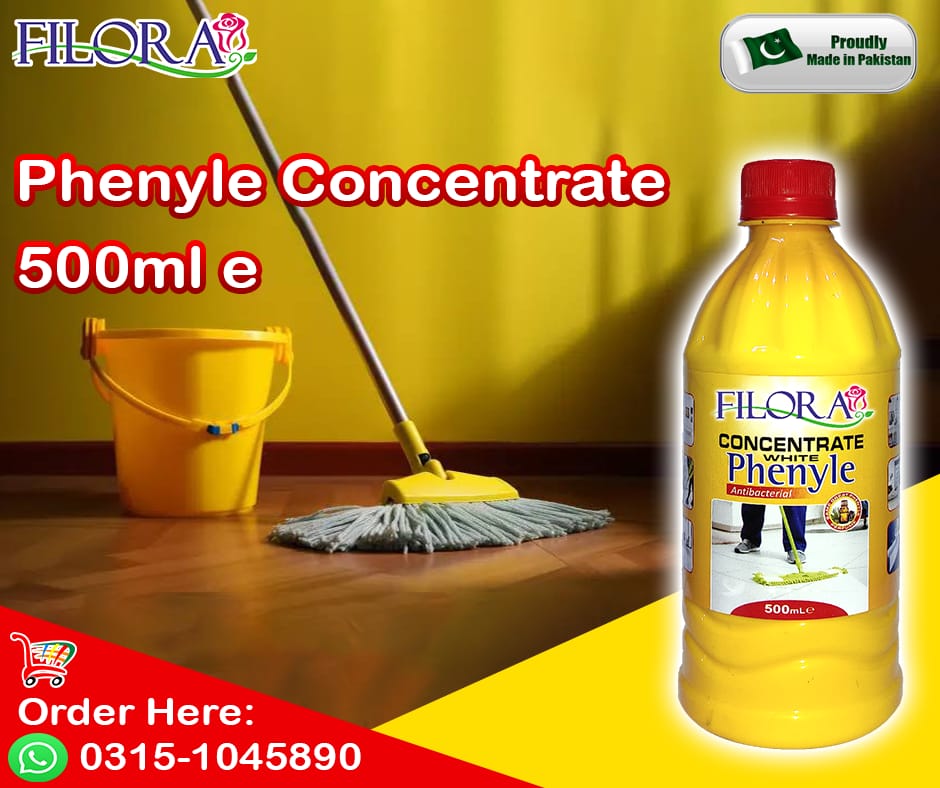 FILORA
Proudly
Made in Pakistan
Phenyle Concentrate
500ml e
FILORA
CONCENTRATE
WHITE
Phenyle
Antibacterial
500mL℮
Order Here:
0315-1045890